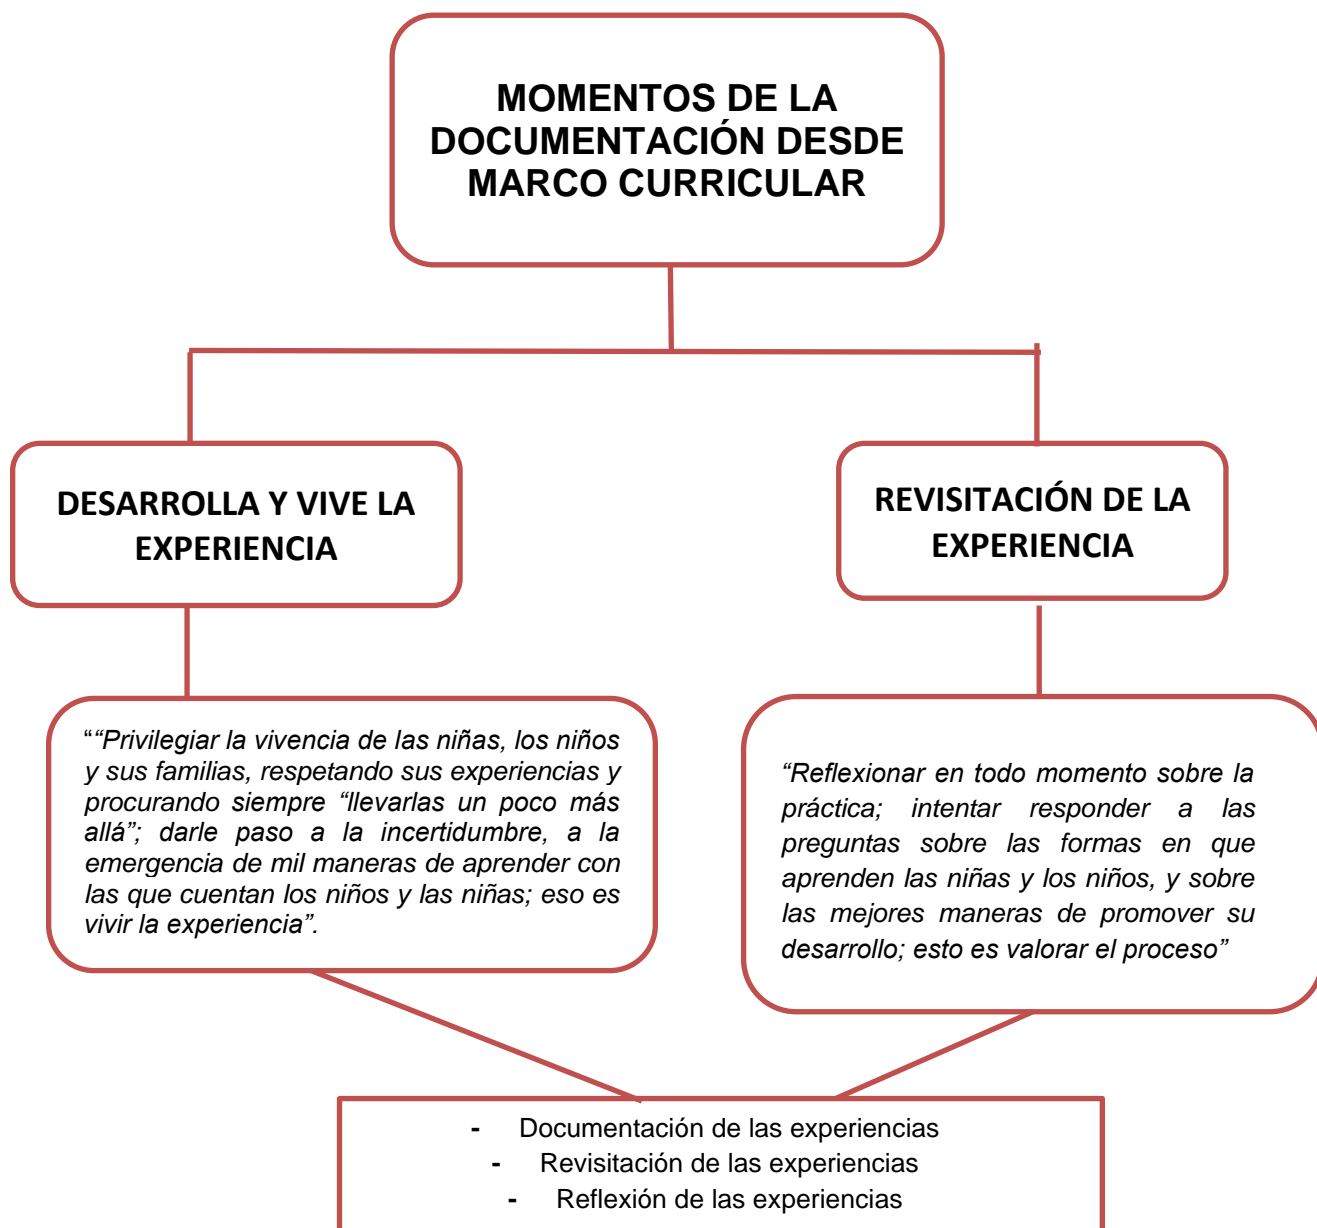 MOMENTOS DE LA
DOCUMENTACIÓN DESDE
MARCO CURRICULAR
DESARROLLA Y VIVE LA
EXPERIENCIA
REVISITACIÓN DE LA
EXPERIENCIA
““Privilegiar la vivencia de las niñas, los niños
y sus familias, respetando sus experiencias y
procurando siempre “llevarlas un poco más
allá”; darle paso a la incertidumbre, a la
emergencia de mil maneras de aprender con
las que cuentan los niños y las niñas; eso es
vivir la experiencia”.
“Reflexionar en todo momento sobre la
práctica; intentar responder a las
preguntas sobre las formas en que
aprenden las niñas y los niños, y sobre
las mejores maneras de promover su
desarrollo; esto es valorar el proceso”
- Documentación de las experiencias
- Revisitación de las experiencias
- Reflexión de las experiencias